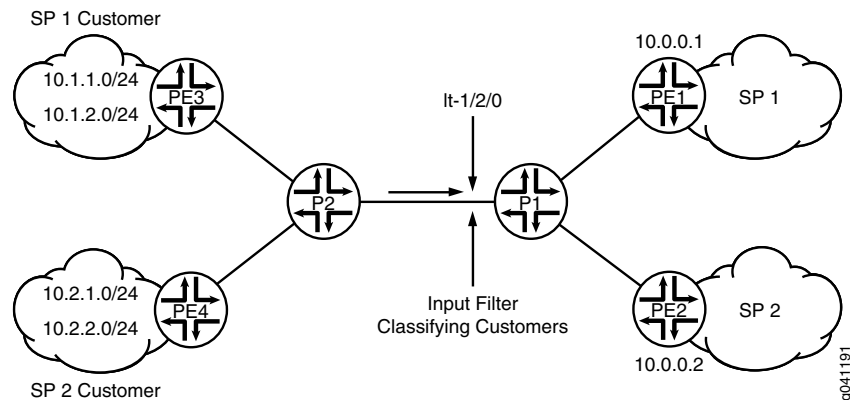 SP 1 Customer
10.1.1.0/24
10.1.2.0/24
PE3
lt-1/2/0
10.0.0.1
PE1
SP 1
P2
P1
10.2.1.0/24
10.2.2.0/24
PE4
SP 2 Customer
Input Filter
Classifying Customers
PE2
SP 2
10.0.0.2
g041191